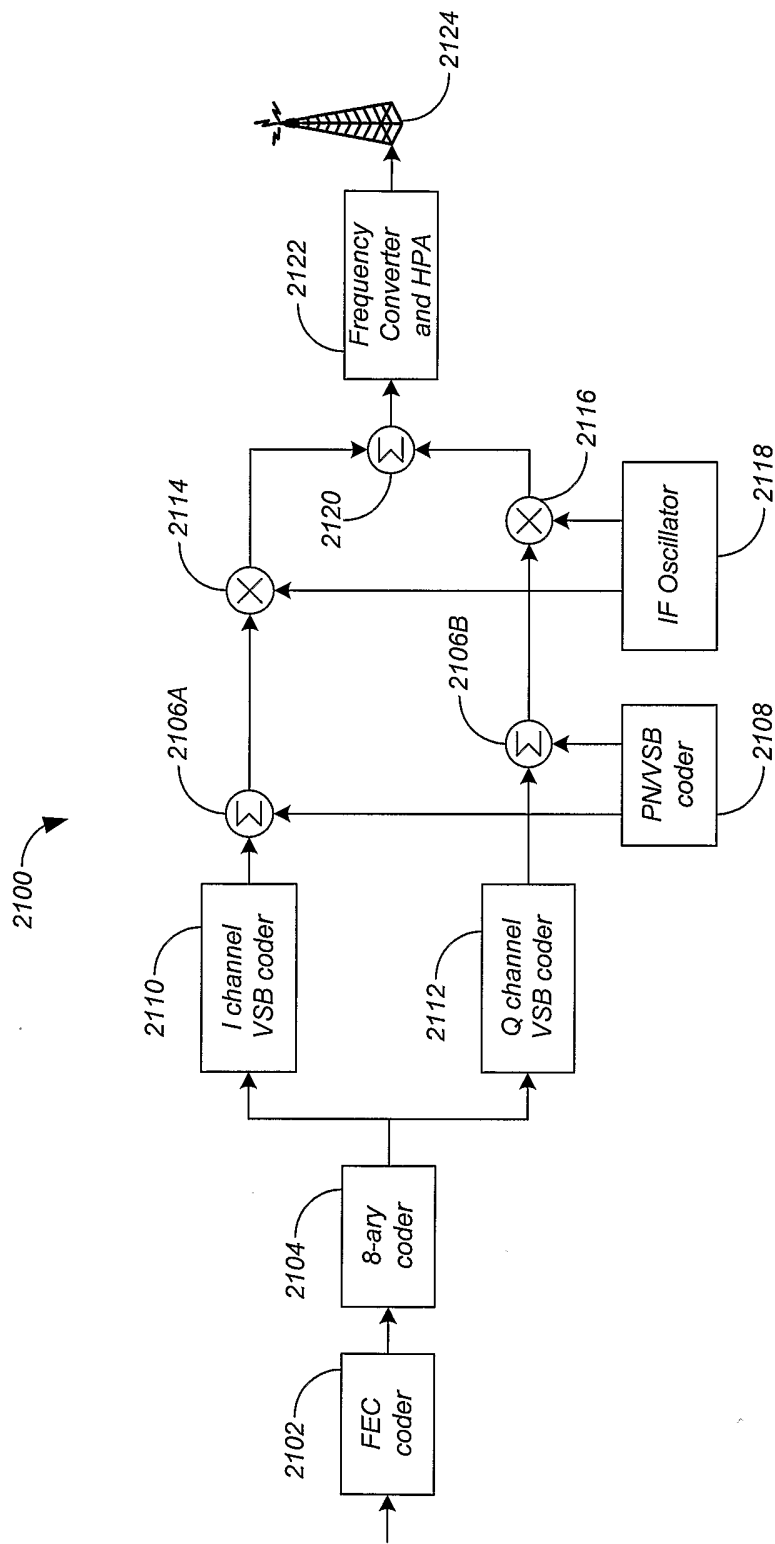 2100
2102
FEC
coder
2104
8-ary
coder
2110
I channel
VSB coder
2112
Q channel
VSB coder
2106A
Σ
2106B
Σ
PN/VSB
coder
2108
2114
2116
IF Oscillator
2118
Σ
2120
2122
Frequency
Converter
and HPA
2124